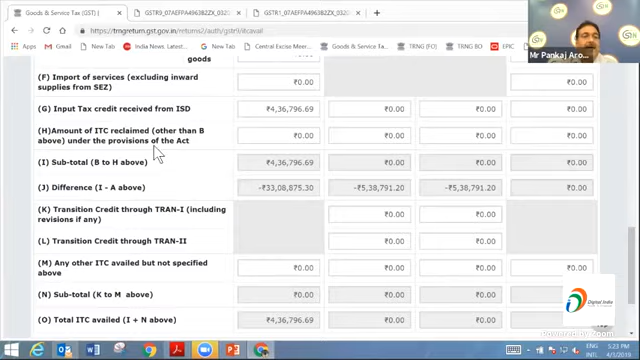 Goods & Service Tax (GST)
GSTR9_07AEFPA4963B2ZX_032
GSTR1_07AEFPA4963B2ZX_0320
https://trngreturn.gst.gov.in/returns2/auth/gstr9/itcavail
New Tab
India News, Latest
Central Excise Meer
Goods & Service Tax
TRNG (FO)
TRNG BO
Mr Pankaj Aro...
goods
(F) Import of services (excluding inward supplies from SEZ)
₹0.00 ₹0.00
(G) Input Tax credit received from ISD
₹4,36,796.69 ₹0.00 ₹0.00 ₹0.00
(H)Amount of ITC reclaimed (other than B above) under the provisions of the Act
₹0.00 ₹0.00 ₹0.00 ₹0.00
(I) Sub-total (B to H above)
₹4,36,796.69 ₹0.00 ₹0.00 ₹0.00
(J) Difference (I - A above)
-₹33,08,875.30 -₹5,38,791.20 -₹5,38,791.20 ₹0.00
(K) Transition Credit through TRAN-I (including revisions if any)
₹0.00 ₹0.00
(L) Transition Credit through TRAN-II
₹0.00 ₹0.00
(M) Any other ITC availed but not specified above
₹0.00 ₹0.00 ₹0.00 ₹0.00
(N) Sub-total (K to M above)
₹0.00 ₹0.00 ₹0.00 ₹0.00
(O) Total ITC availed (I + N above)
₹4,36,796.69 ₹0.00 ₹0.00 ₹0.00
Digital India
Powered by Zoom
ENG
INTL
5:23 PM
4/1/2019